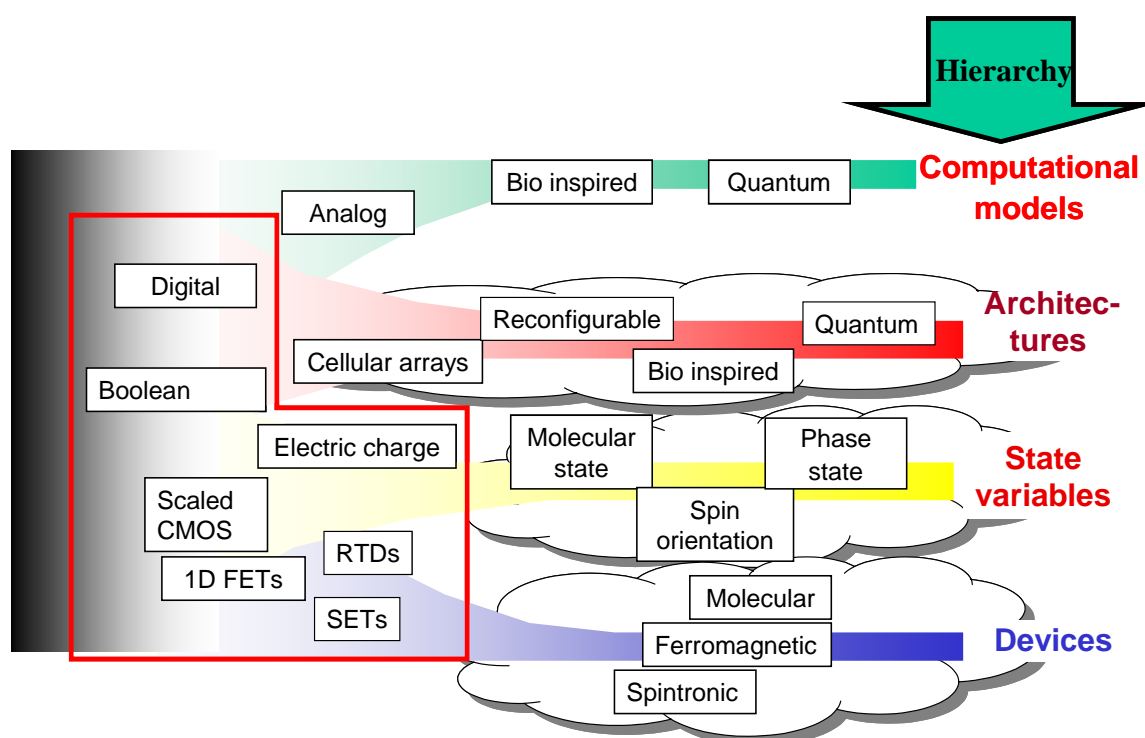 Hierarchy
Computational
models
Bio inspired
Quantum
Analog
Digital
Architec-
tures
Reconfigurable
Quantum
Cellular arrays
Bio inspired
Boolean
State
variables
Electric charge
Molecular
state
Phase
state
Scaled
CMOS
Spin
orientation
RTDs
1D FETs
SETs
Molecular
Ferromagnetic
Devices
Spintronic